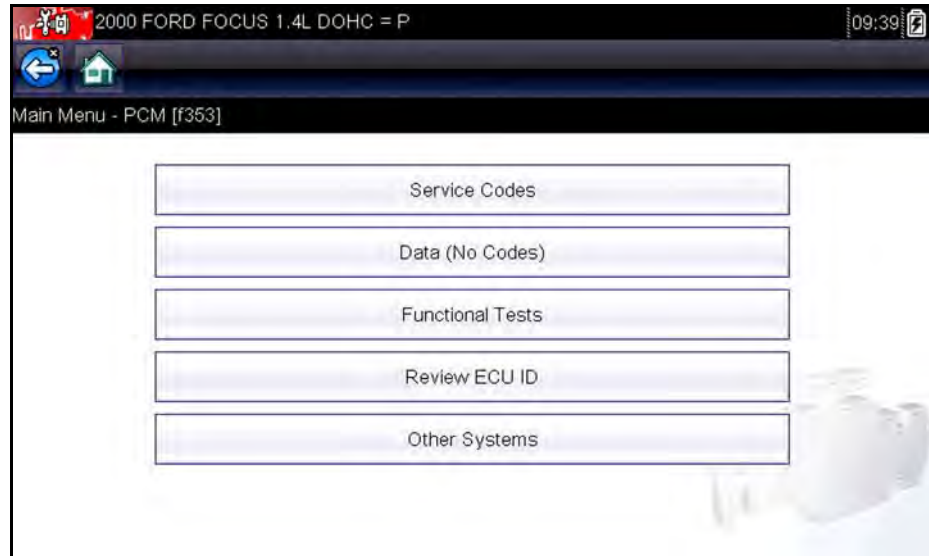 2000 FORD FOCUS 1.4L DOHC = P
09:39
Main Menu - PCM [f353]
Service Codes
Data (No Codes)
Functional Tests
Review ECU ID
Other Systems